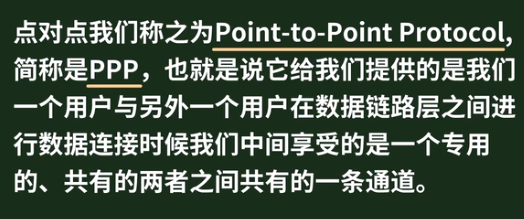 点对点我们称之为Point-to-Point Protocol,
简称是PPP，也就是说它给我们提供的是我们
一个用户与另外一个用户在数据链路层之间进
行数据连接时候我们中间享受的是一个专用
的、共有的两者之间共有的一条通道。